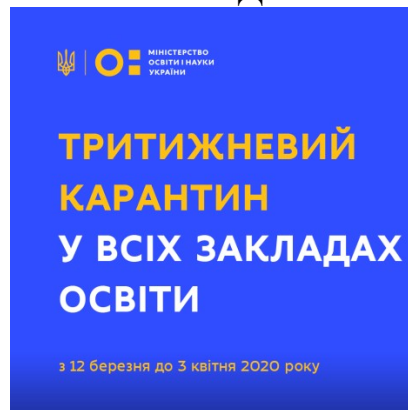 МІНІСТЕРСТВО
ОСВІТИ І НАУКИ
УКРАЇНИ
ТРИТИЖНЕВИЙ
КАРАНТИН
У ВСІХ ЗАКЛАДАХ
ОСВІТИ
з 12 березня до 3 квітня 2020 року